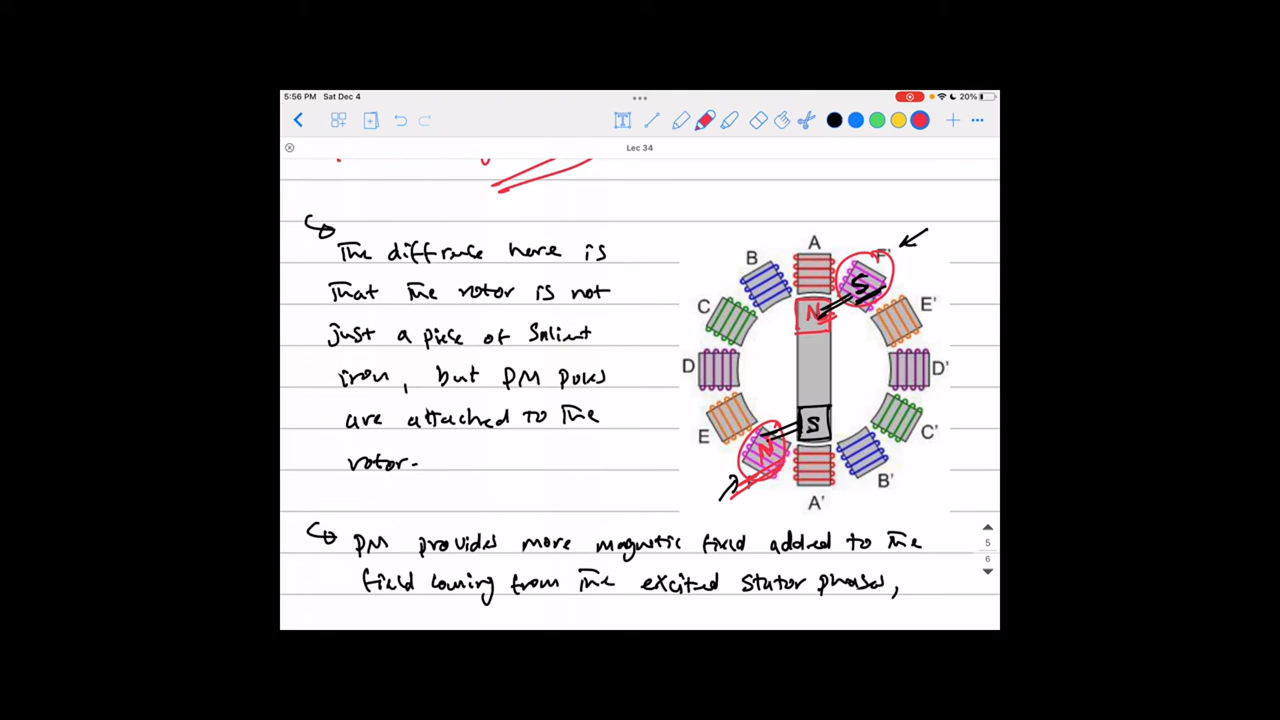 5:56 PM Sat Dec 4
20%
Lec 34
The diffrence here is
that the rotor is not
just a piece of Salient
iron, but PM poles
are attached to the
rotor.
A
B
F'
C
E'
D
D'
E
C'
B'
A'
N
S
S
N
PM provides more magnetic field added to the
field coming from the excited stator phases,
5
6